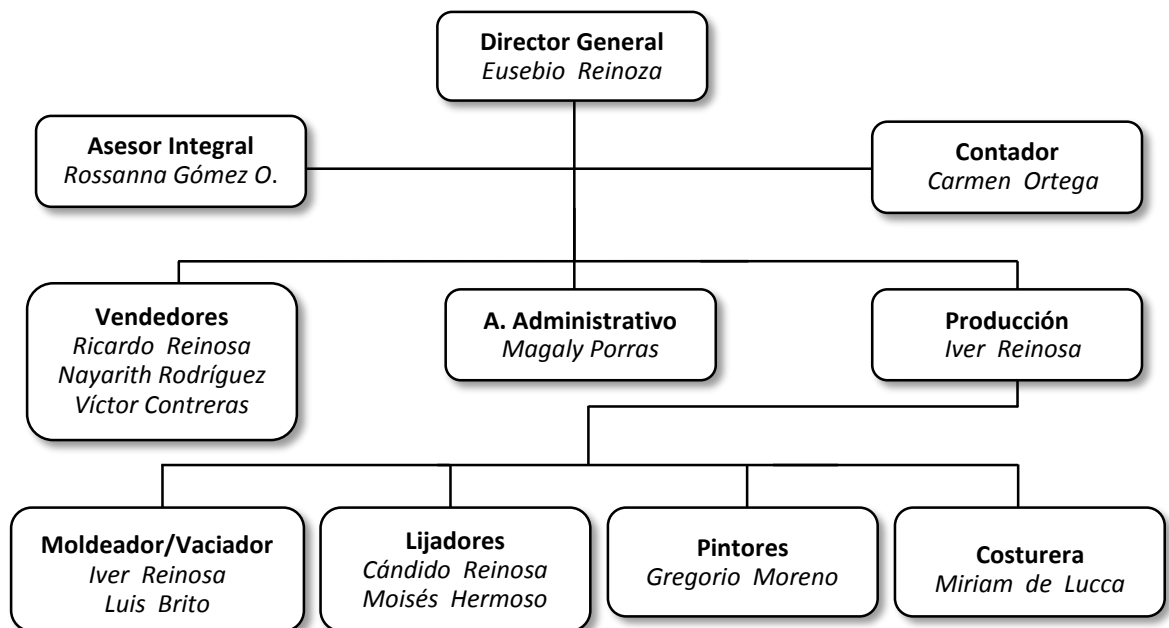 Director General
Eusebio Reinoza
Asesor Integral
Rossanna Gómez O.
Contador
Carmen Ortega
Vendedores
Ricardo Reinosa
Nayarith Rodríguez
Víctor Contreras
A. Administrativo
Magaly Porras
Producción
Iver Reinosa
Moldeador/Vaciador
Iver Reinosa
Luis Brito
Lijadores
Cándido Reinosa
Moisés Hermoso
Pintores
Gregorio Moreno
Costurera
Miriam de Lucca